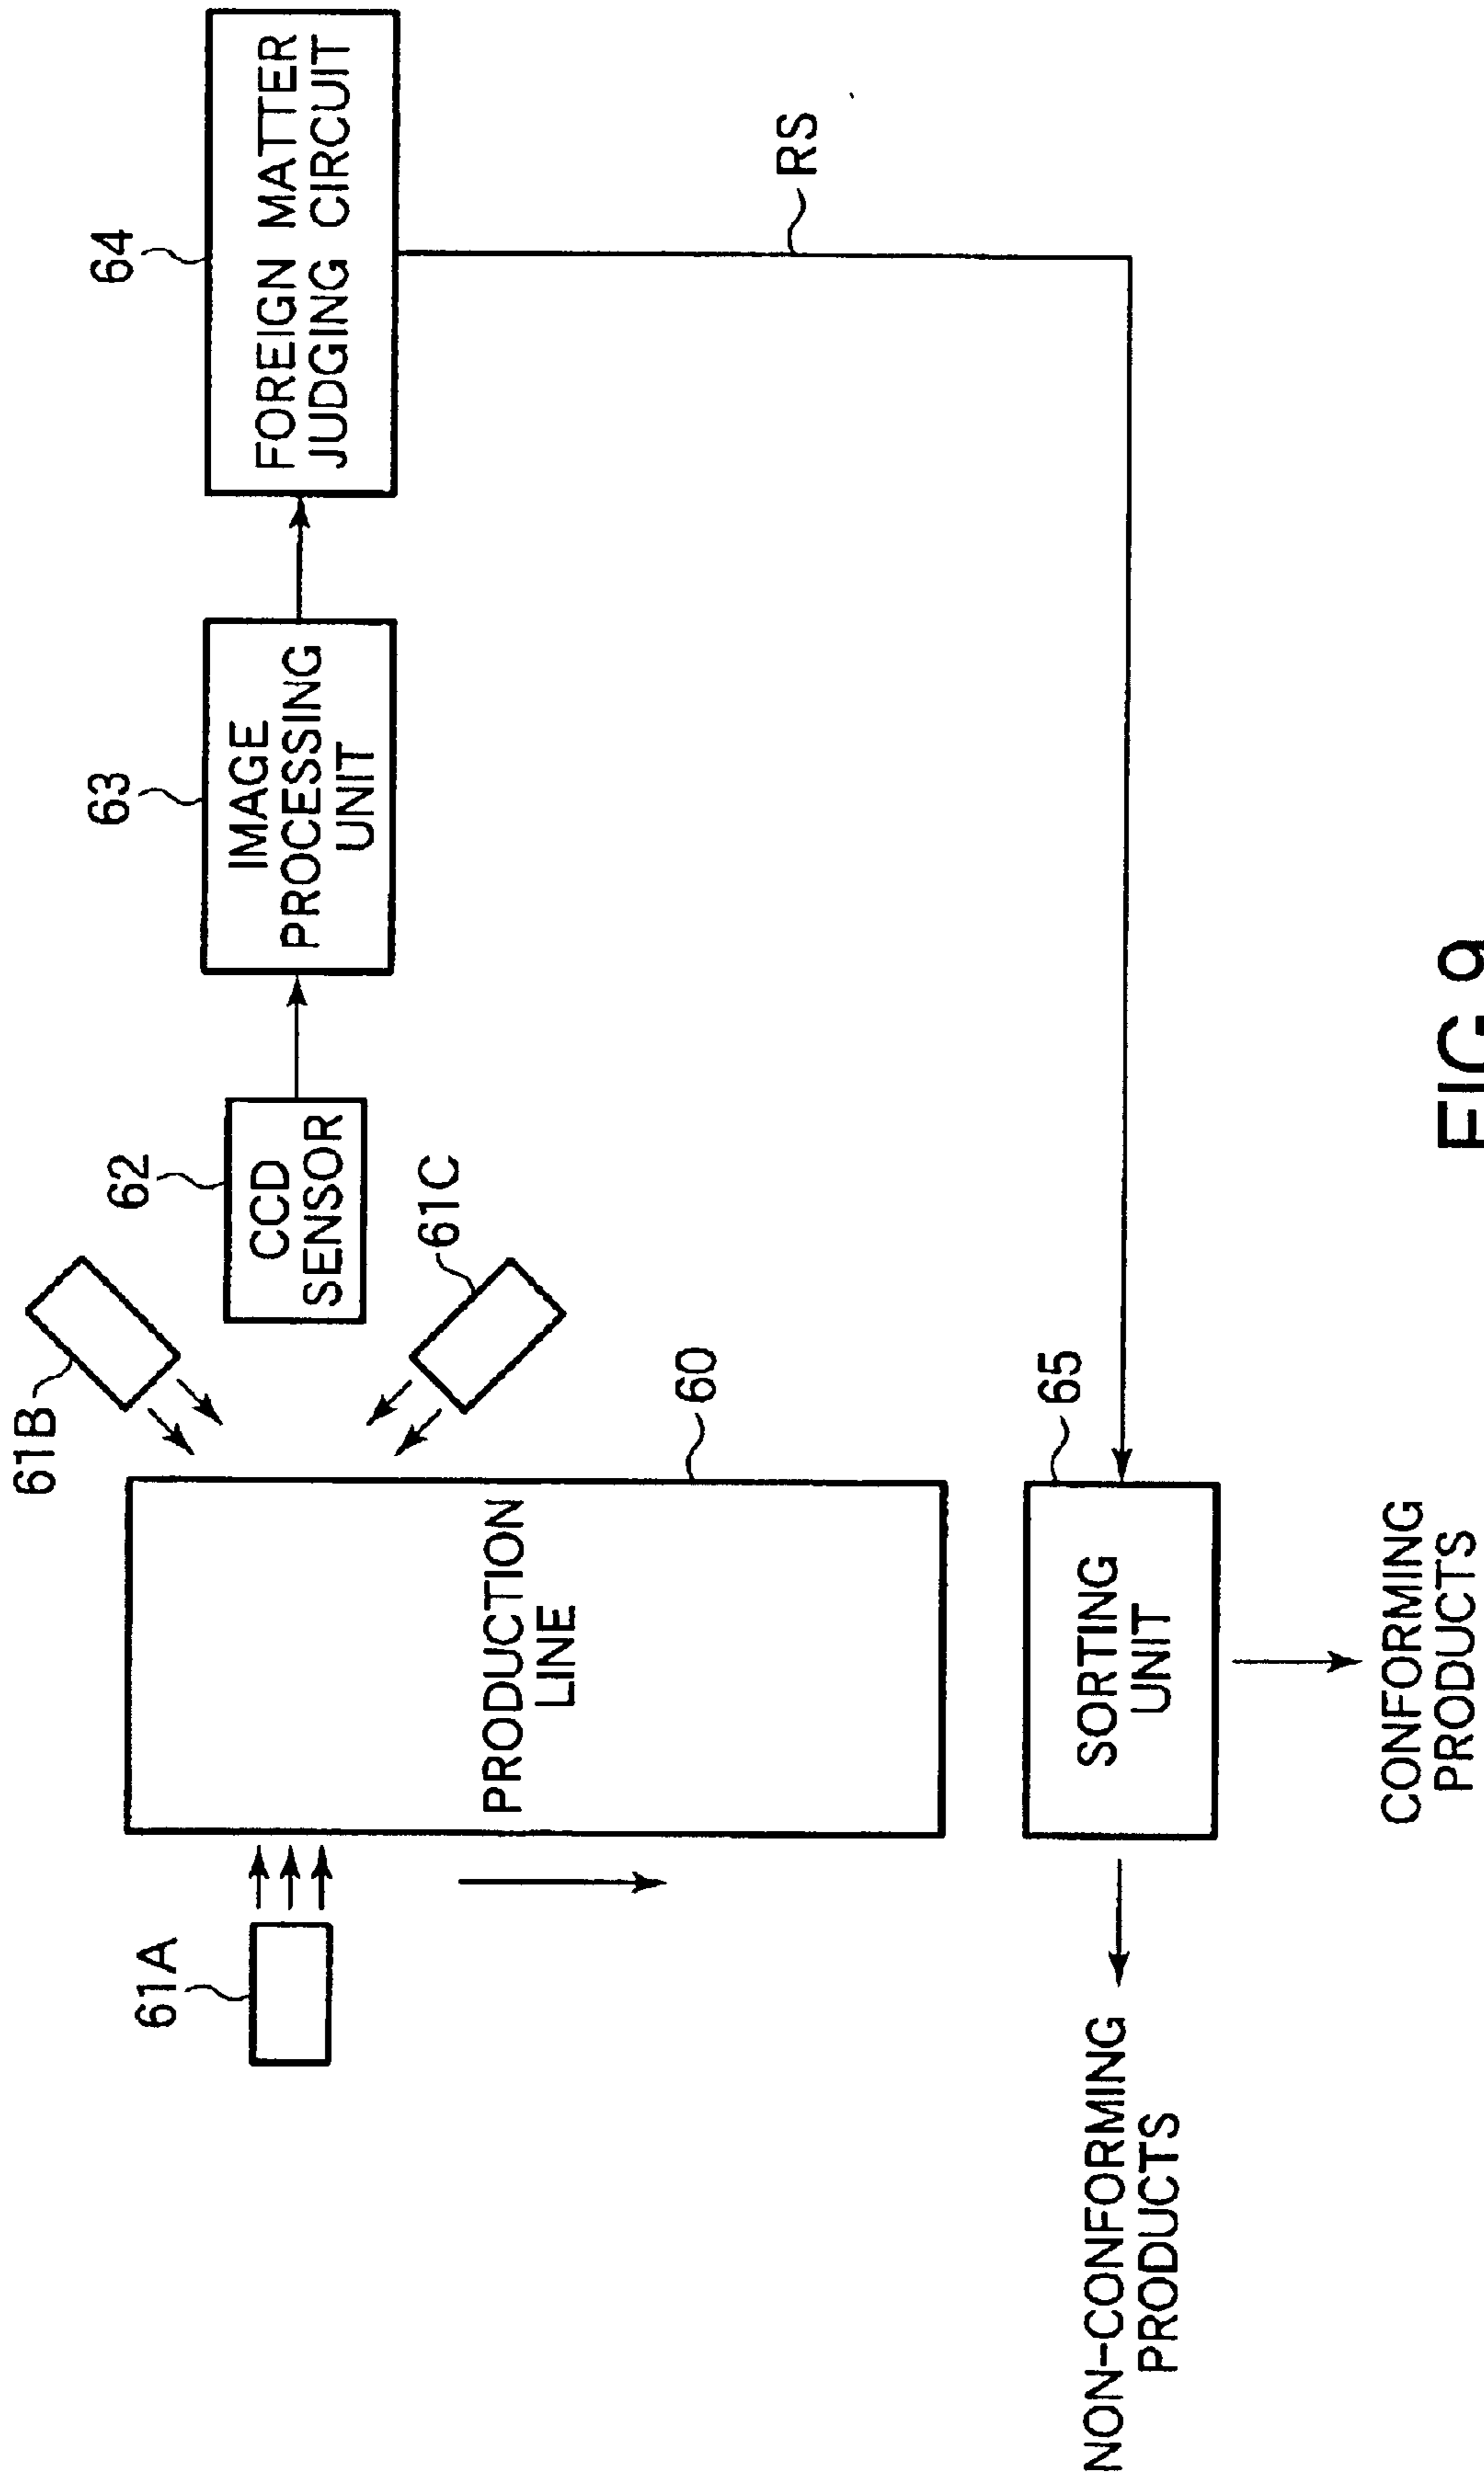 61A
61B
62
63
64
CCD
SENSOR
IMAGE
PROCESSING
UNIT
FOREIGN MATTER
JUDGING CIRCUIT
61C
PRODUCTION
LINE
60
RS
NON-CONFORMING
PRODUCTS
SORTING
UNIT
65
CONFORMING
PRODUCTS
FIG.9